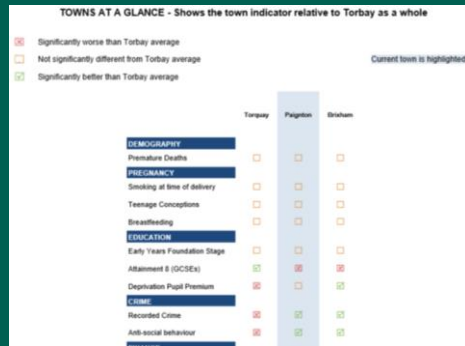 TOWNS AT A GLANCE - Shows the town indicator relative to Torbay as a whole
Significantly worse than Torbay average
Not significantly different from Torbay average
Current town is highlighted
Significantly better than Torbay average
Torquay Paignton Brixham
DEMOGRAPHY
Premature Deaths
PREGNANCY
Smoking at time of delivery
Teenage Conceptions
Breastfeeding
EDUCATION
Early Years Foundation Stage
Attainment 8 (GCSEs)
Deprivation Pupil Premium
CRIME
Recorded Crime
Anti-social behaviour